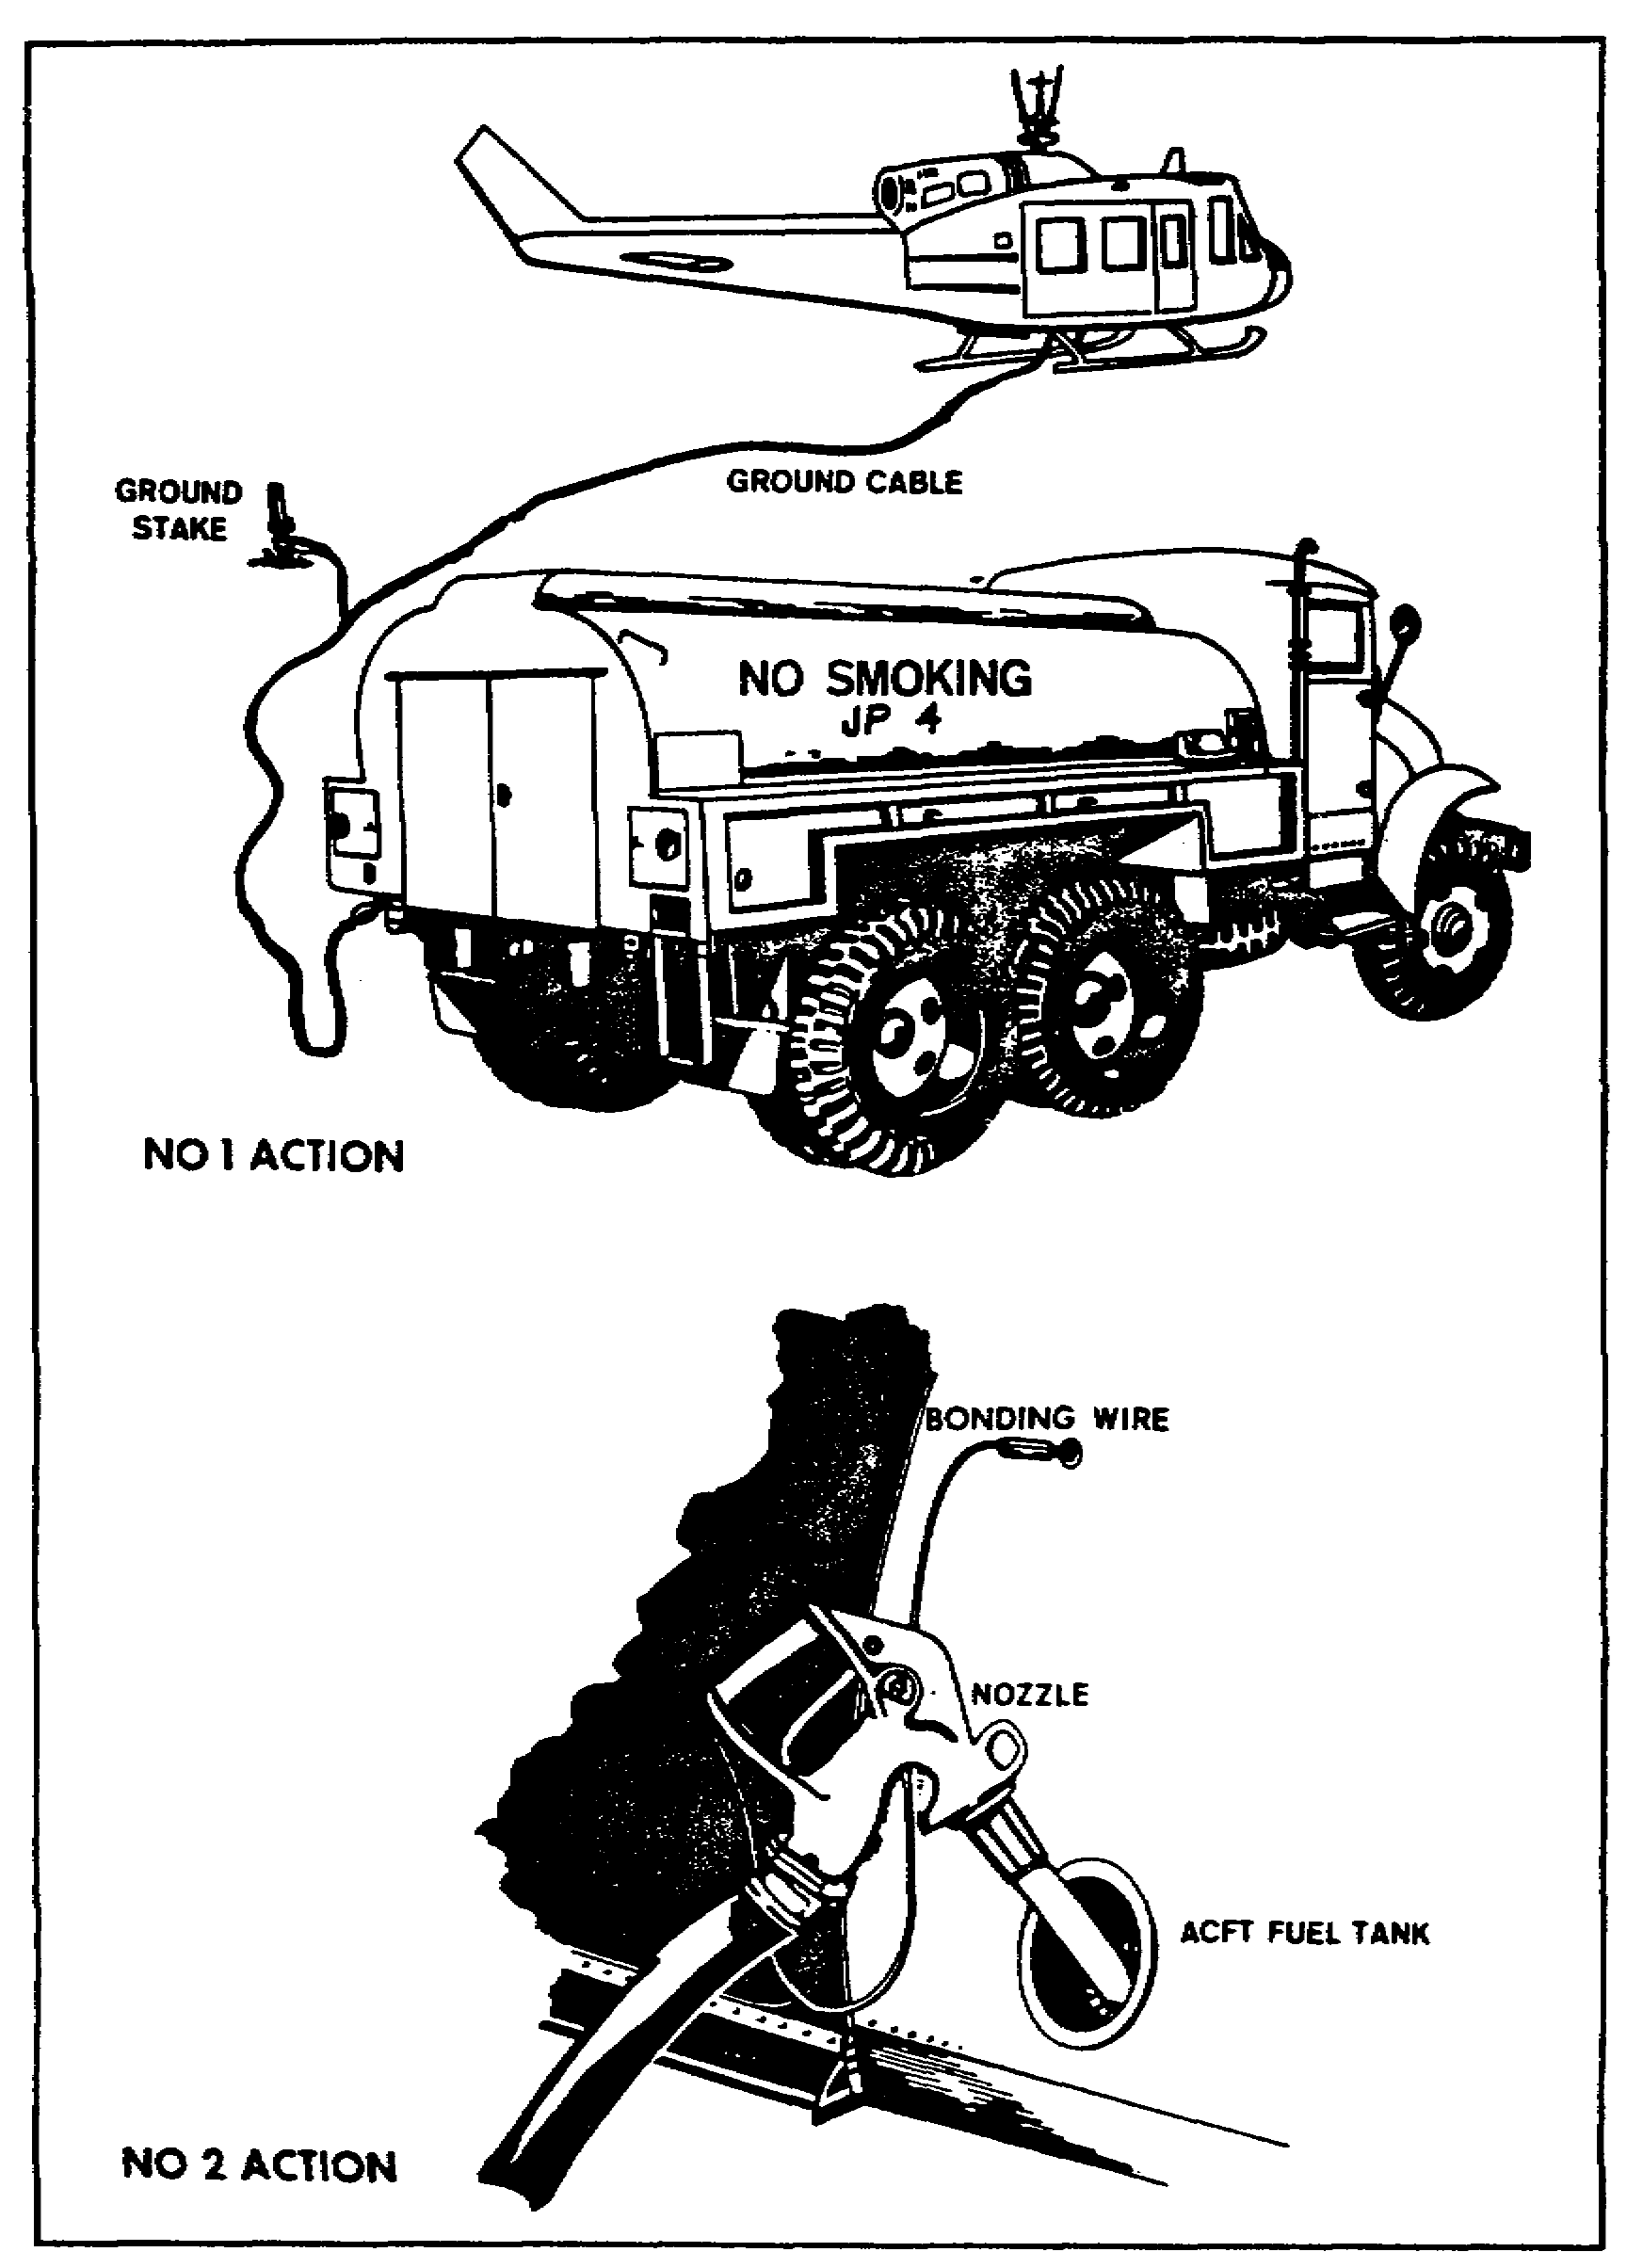 GROUND CABLE
GROUND
STAKE
NO SMOKING
JP 4
NO 1 ACTION
BONDING WIRE
NOZZLE
ACFT FUEL TANK
NO 2 ACTION